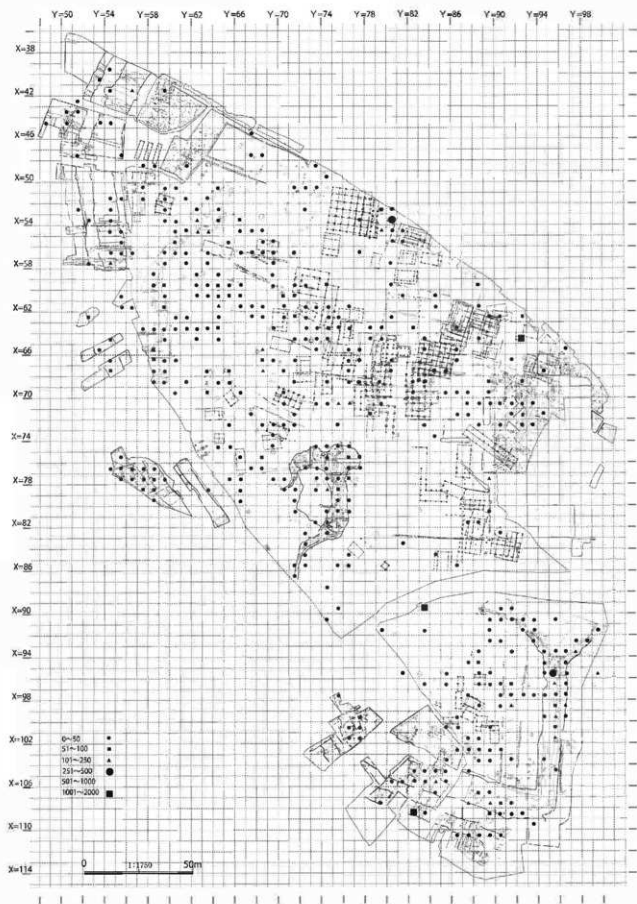 Y=50 Y=54 Y=58 Y=62 Y=66 Y=70 Y=74 Y=78 Y=82 Y=86 Y=90 Y=94 Y=98
X=38
X=42
X=46
X=50
X=54
X=58
X=62
X=66
X=70
X=74
X=78
X=82
X=86
X=90
X=94
X=98
X=102
X=106
X=110
X=114
0~50
51~100
101~250
251~500
501~1000
1001~2000
0 1:1759 50m